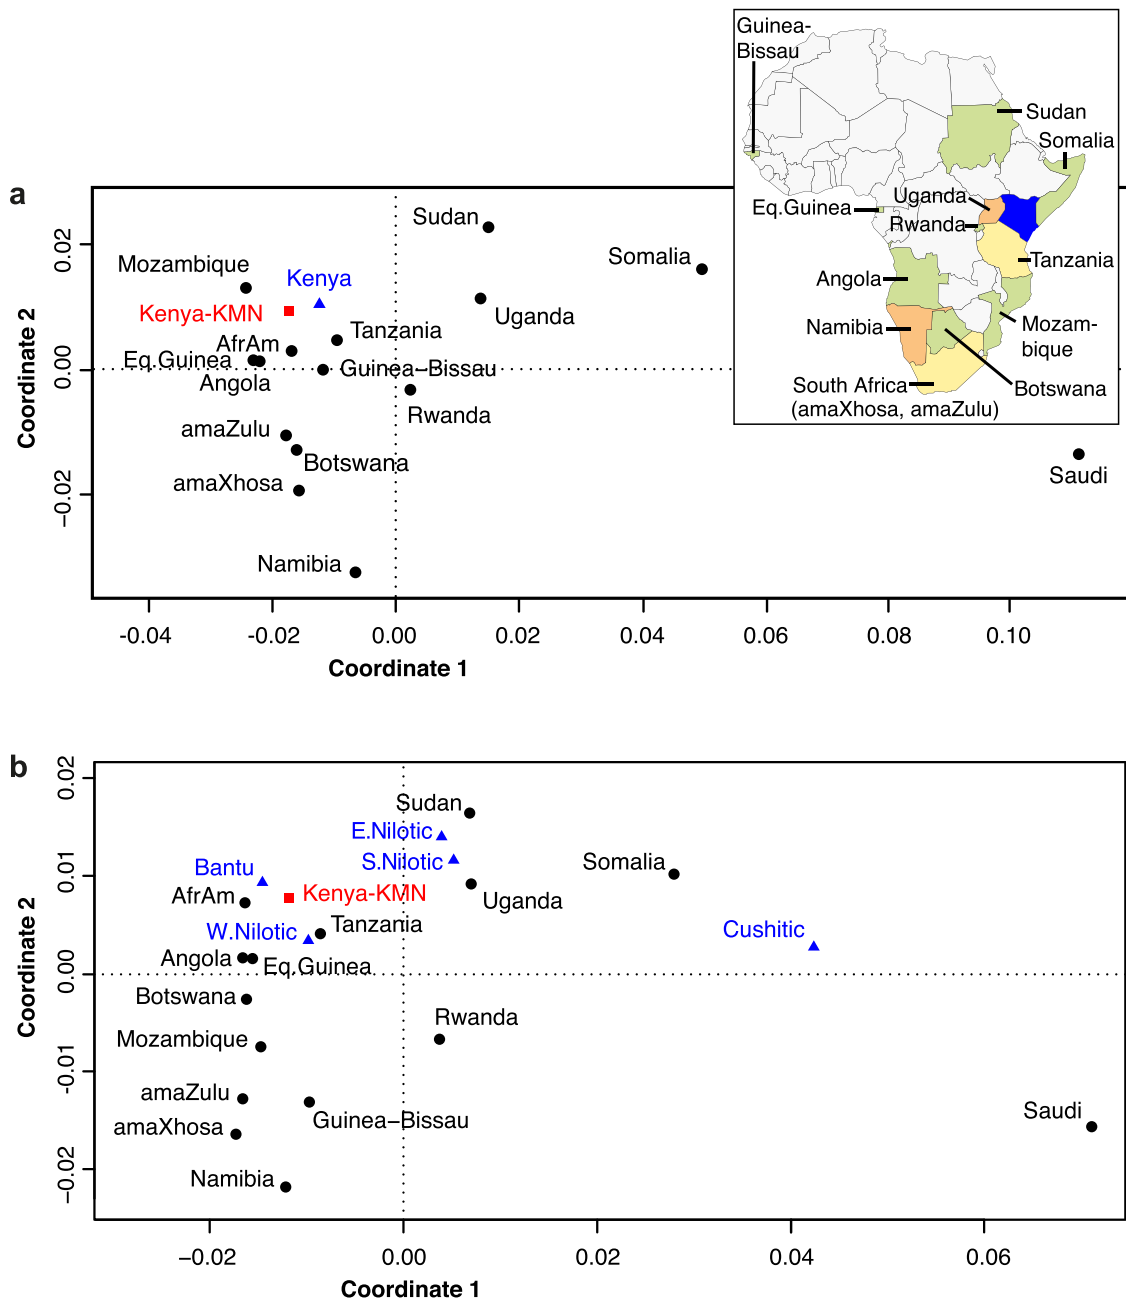 Guinea-
Bissau
Sudan
Somalia
Uganda
Eq.Guinea
Rwanda
Tanzania
Angola
Namibia
Mozam-
bique
South Africa
(amaXhosa, amaZulu)
Botswana
a
Coordinate 2
0.02
0.00
−0.02
Sudan
Somalia
Mozambique
Kenya
Kenya-KMN
Uganda
Tanzania
AfrAm
Eq.Guinea
Guinea−Bissau
Angola
Rwanda
amaZulu
Botswana
amaXhosa
Saudi
Namibia
-0.04
-0.02
0.00
0.02
0.04
0.06
0.08
0.10
Coordinate 1
b
Coordinate 2
0.02
0.01
0.00
−0.01
−0.02
Sudan
E.Nilotic
S.Nilotic
Somalia
Bantu
AfrAm
Kenya-KMN
Uganda
W.Nilotic
Tanzania
Cushitic
Angola
Eq.Guinea
Botswana
Rwanda
Mozambique
amaZulu
Guinea−Bissau
amaXhosa
Saudi
Namibia
−0.02
0.00
0.02
0.04
0.06
Coordinate 1